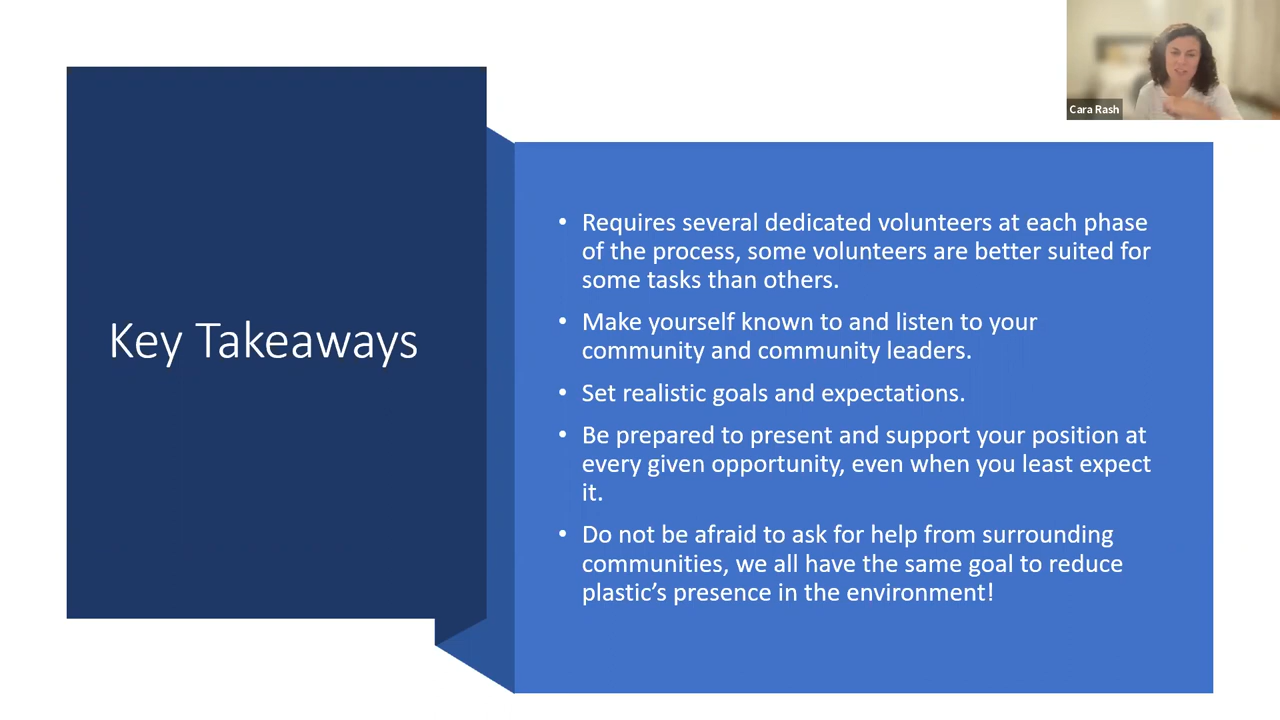 Cara Rash
Key Takeaways
• Requires several dedicated volunteers at each phase
of the process, some volunteers are better suited for
some tasks than others.
• Make yourself known to and listen to your
community and community leaders.
• Set realistic goals and expectations.
• Be prepared to present and support your position at
every given opportunity, even when you least expect
it.
• Do not be afraid to ask for help from surrounding
communities, we all have the same goal to reduce
plastic’s presence in the environment!